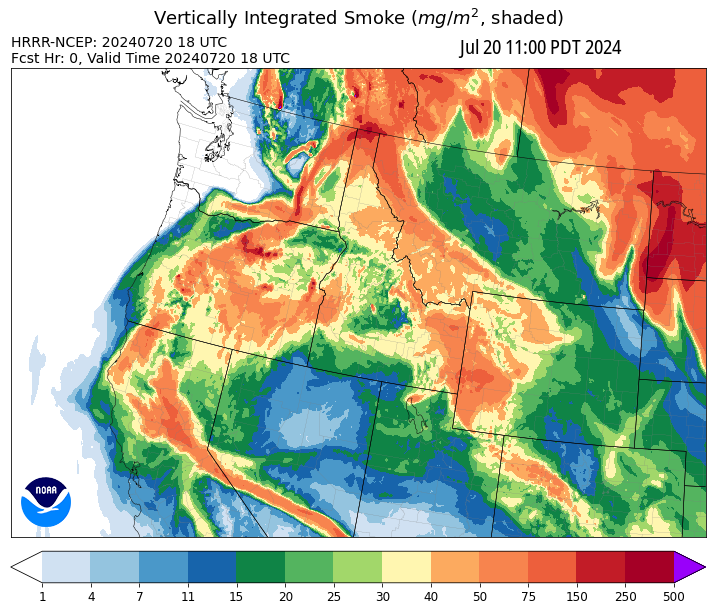 Vertically Integrated Smoke (mg/m², shaded)
HRRR-NCEP: 20240720 18 UTC
Fcst Hr: 0, Valid Time 20240720 18 UTC
Jul 20 11:00 PDT 2024
NOAA
1 4 7 11 15 20 25 30 40 50 75 150 250 500